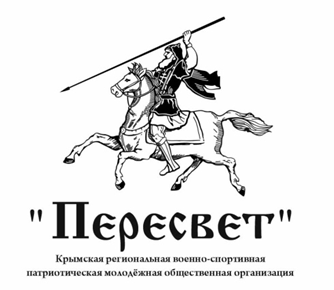 "Пересвет"
Крымская региональная военно-спортивная
патриотическая молодёжная общественная организация